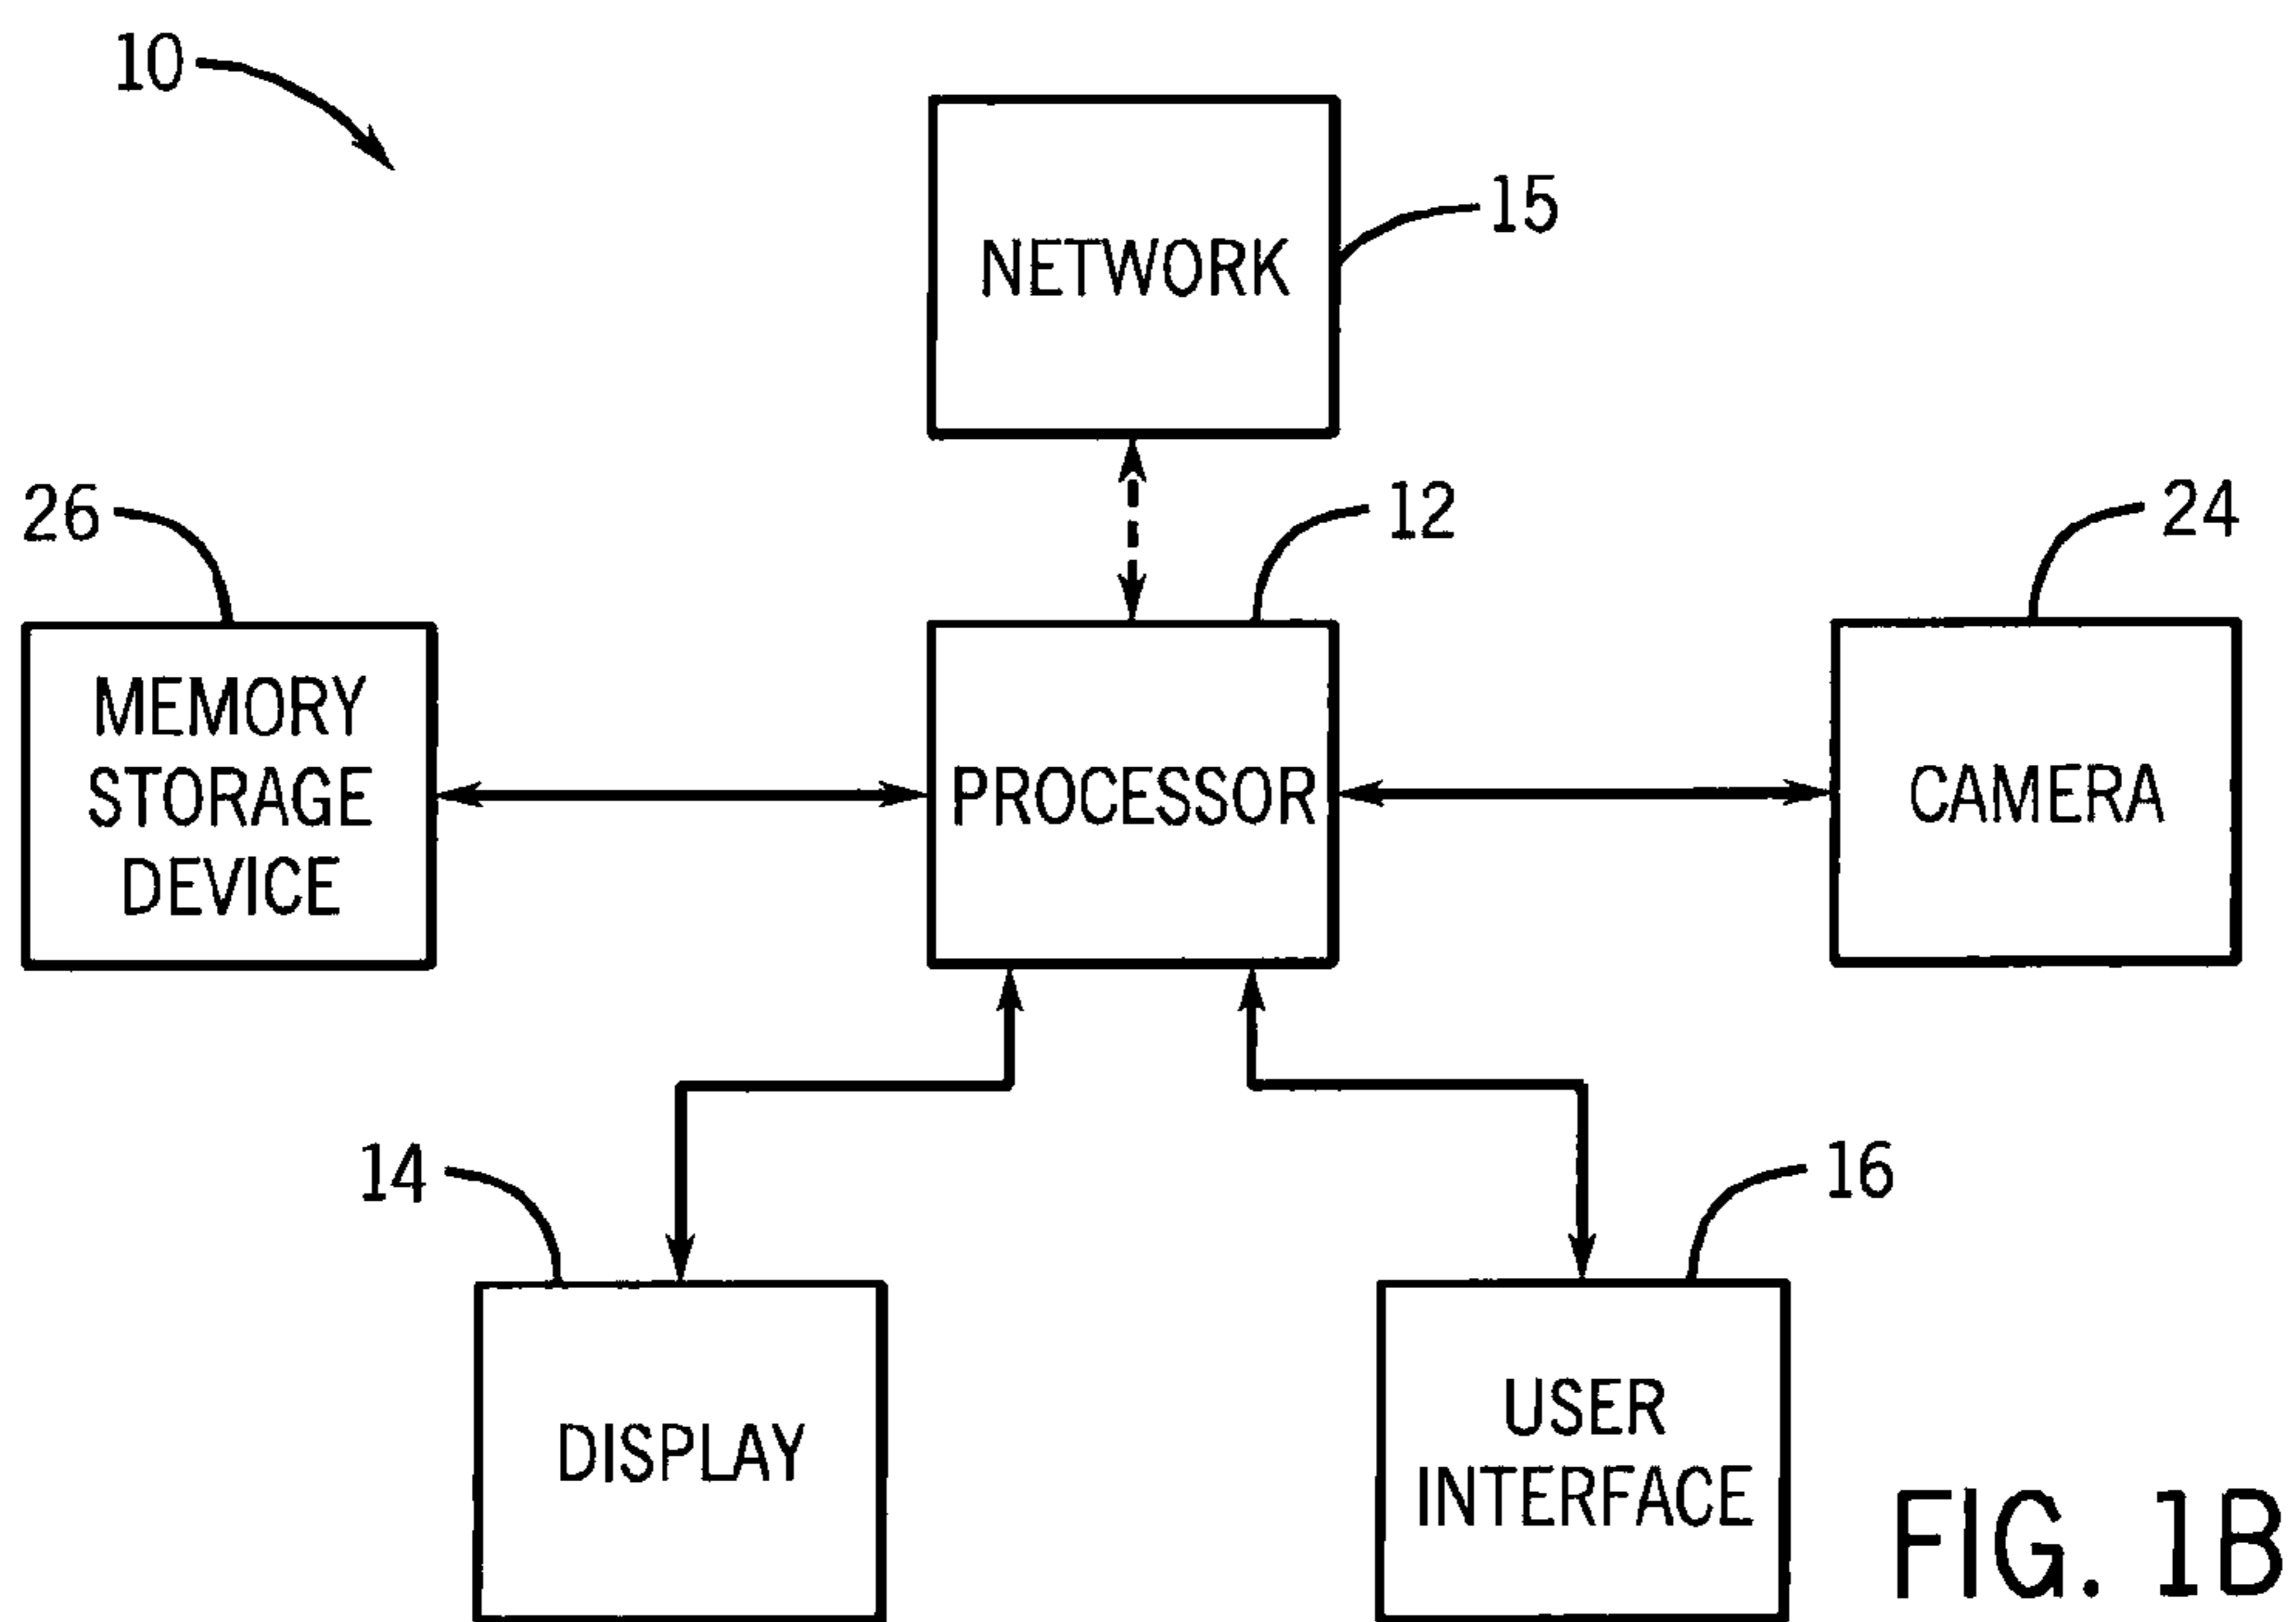 10
NETWORK
15
26
12
24
MEMORY
STORAGE
DEVICE
PROCESSOR
CAMERA
14
16
DISPLAY
USER
INTERFACE
FIG. 1B